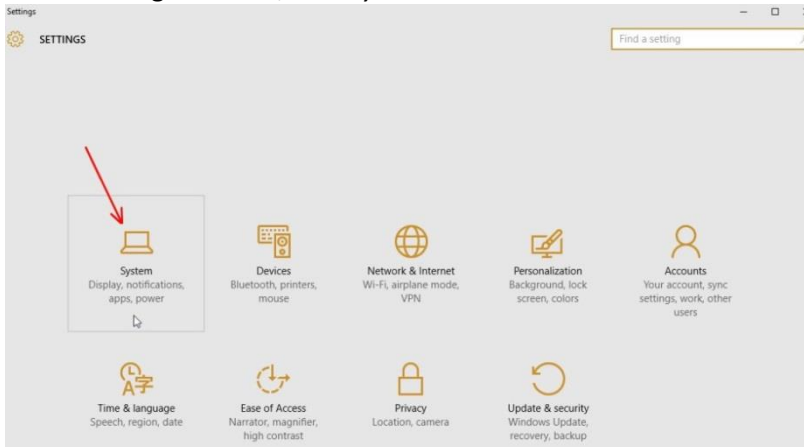 Settings
SETTINGS
Find a setting
System
Display, notifications,
apps, power
Devices
Bluetooth, printers,
mouse
Network & Internet
Wi-Fi, airplane mode,
VPN
Personalization
Background, lock
screen, colors
Accounts
Your account, sync
settings, work, other
users
A字
Time & language
Speech, region, date
Ease of Access
Narrator, magnifier,
high contrast
Privacy
Location, camera
Update & security
Windows Update,
recovery, backup